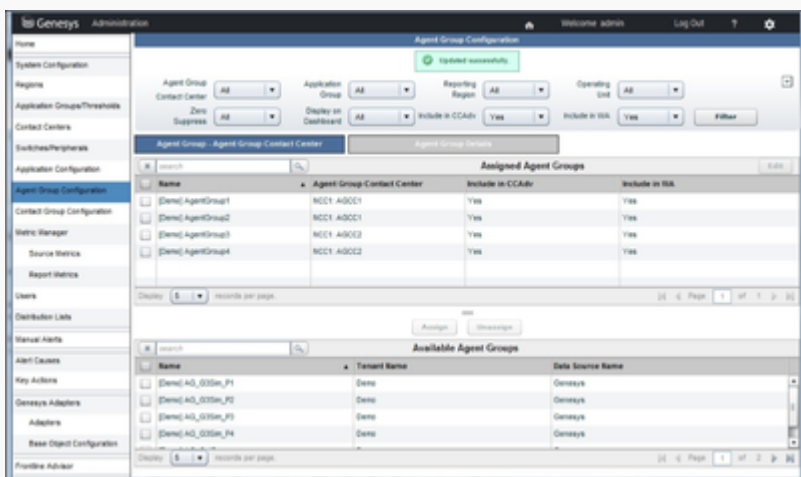 Genesys Administration Welcome admin Log Out ?
Home
System Configuration
Regions
Application Groups/Thresholds
Contact Centers
Switches/Peripherals
Application Configuration
Agent Group Configuration
Contact Group Configuration
Metric Manager
Source Metrics
Report Metrics
Users
Distribution Lists
Manual Alerts
Alert Causes
Key Actions
Genesys Adapters
Adapters
Base Object Configuration
Frontline Advisor
Agent Group Configuration
Updated successfully.
Agent Group Contact Center All
Application Group All
Reporting Region All
Operating Unit All
Zero Suppress All
Display on Dashboard All
Include in CCAdv Yes
Include in WA Yes
Filter
Agent Group - Agent Group Contact Center Agent Group Details
search Assigned Agent Groups Edit
Name Agent Group Contact Center Include in CCAdv Include in WA
[Demo] AgentGroup1 NCC1: AGCC1 Yes Yes
[Demo] AgentGroup2 NCC1: AGCC1 Yes Yes
[Demo] AgentGroup3 NCC1: AGCC2 Yes Yes
[Demo] AgentGroup4 NCC1: AGCC2 Yes Yes
Display 5 records per page. Page 1 of 1
Assign Unassign
search Available Agent Groups
Name Tenant Name Data Source Name
[Demo] AG_G3Sim_P1 Demo Genesys
[Demo] AG_G3Sim_P2 Demo Genesys
[Demo] AG_G3Sim_P3 Demo Genesys
[Demo] AG_G3Sim_P4 Demo Genesys
Display 5 records per page. Page 1 of 2